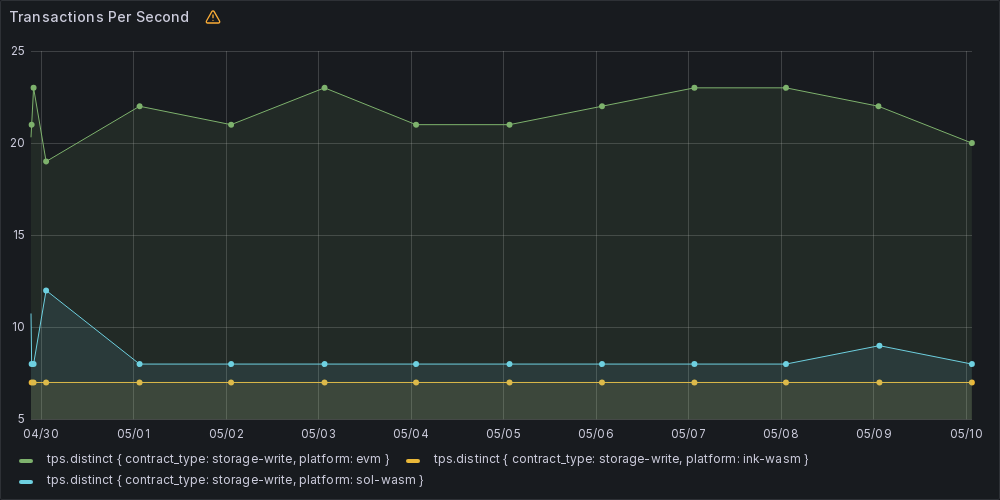 Transactions Per Second
25
20
15
10
5
04/30 05/01 05/02 05/03 05/04 05/05 05/06 05/07 05/08 05/09 05/10
tps.distinct { contract_type: storage-write, platform: evm } tps.distinct { contract_type: storage-write, platform: ink-wasm }
tps.distinct { contract_type: storage-write, platform: sol-wasm }